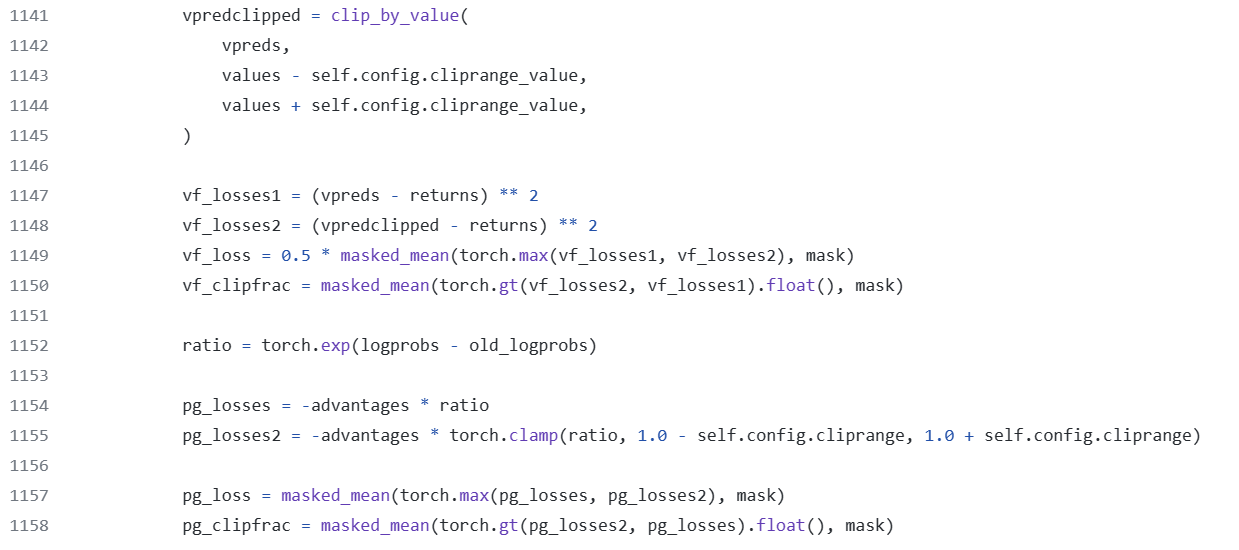 1141 vpredclipped = clip_by_value(
1142 vpreds,
1143 values - self.config.cliprange_value,
1144 values + self.config.cliprange_value,
1145 )
1146
1147 vf_losses1 = (vpreds - returns) ** 2
1148 vf_losses2 = (vpredclipped - returns) ** 2
1149 vf_loss = 0.5 * masked_mean(torch.max(vf_losses1, vf_losses2), mask)
1150 vf_clipfrac = masked_mean(torch.gt(vf_losses2, vf_losses1).float(), mask)
1151
1152 ratio = torch.exp(logprobs - old_logprobs)
1153
1154 pg_losses = -advantages * ratio
1155 pg_losses2 = -advantages * torch.clamp(ratio, 1.0 - self.config.cliprange, 1.0 + self.config.cliprange)
1156
1157 pg_loss = masked_mean(torch.max(pg_losses, pg_losses2), mask)
1158 pg_clipfrac = masked_mean(torch.gt(pg_losses2, pg_losses).float(), mask)